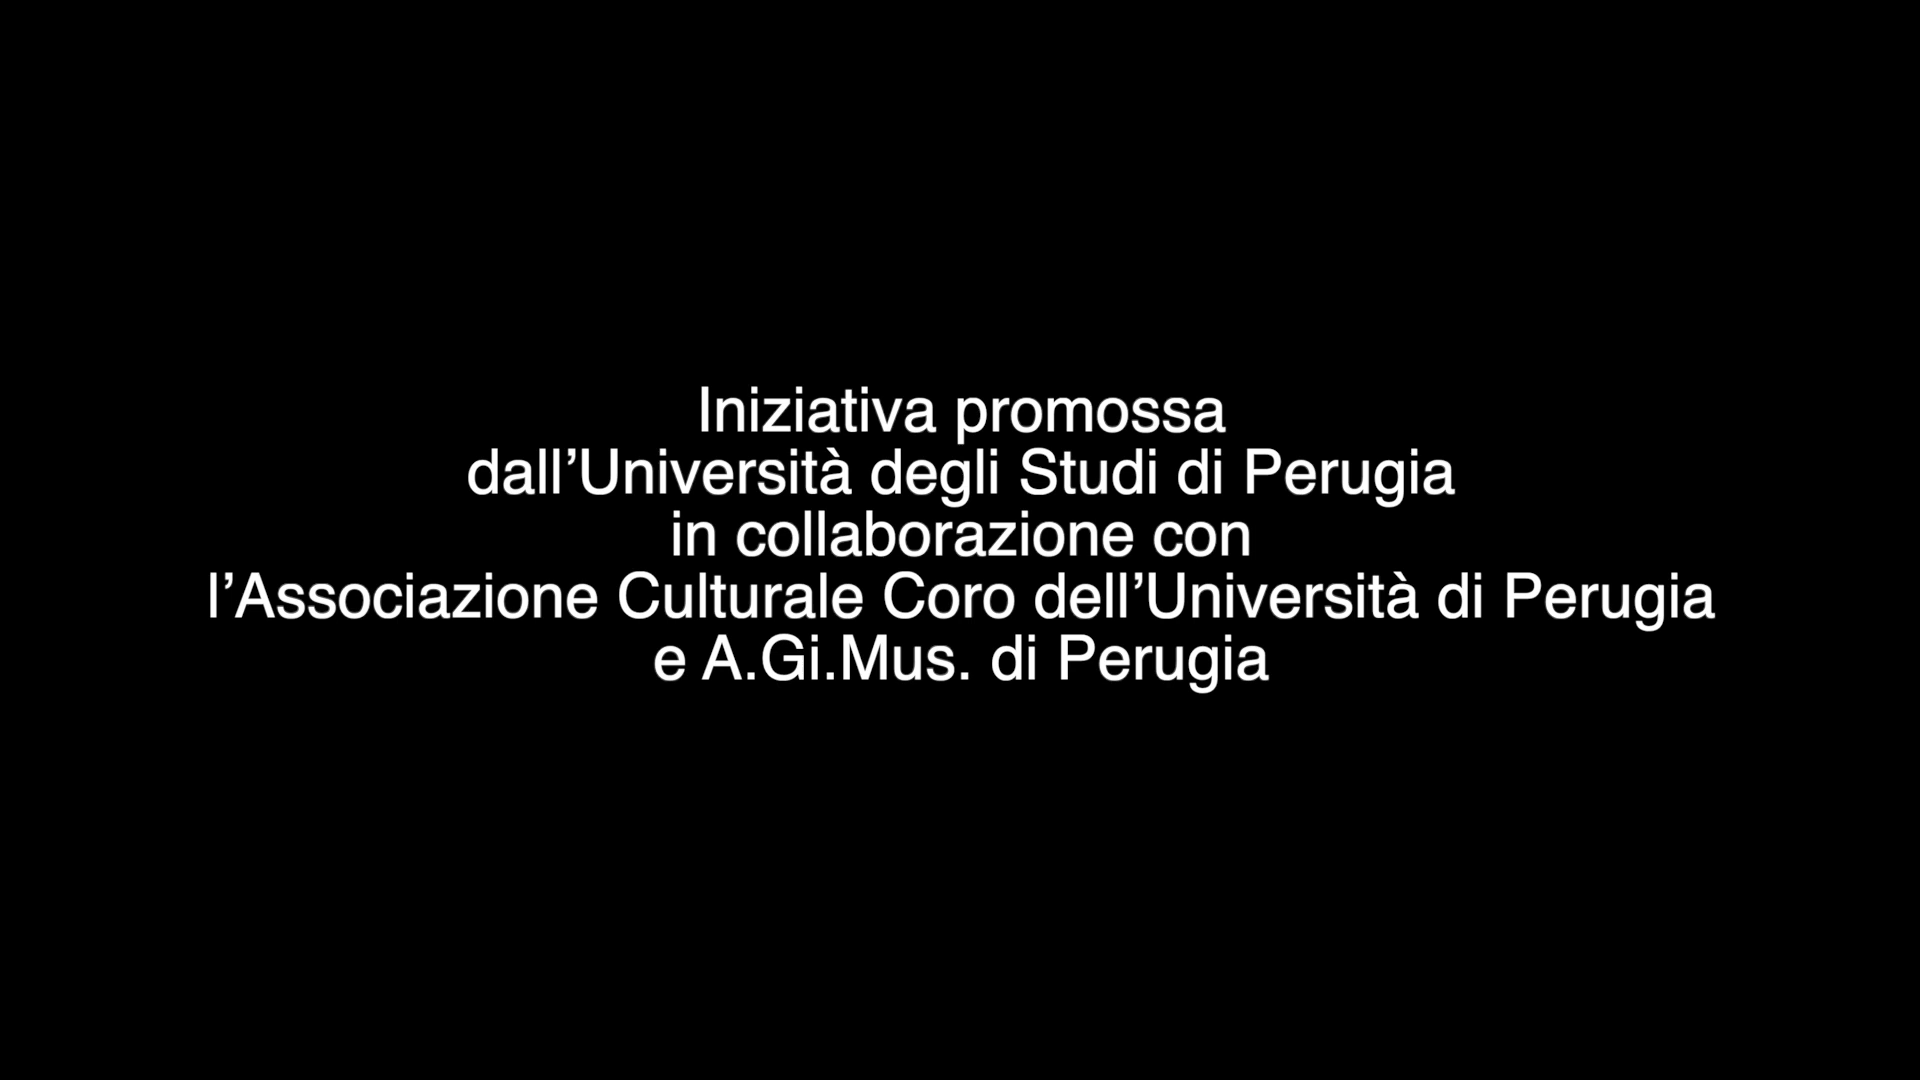 Iniziativa promossa
dall’Università degli Studi di Perugia
in collaborazione con
l’Associazione Culturale Coro dell’Università di Perugia
e A.Gi.Mus. di Perugia